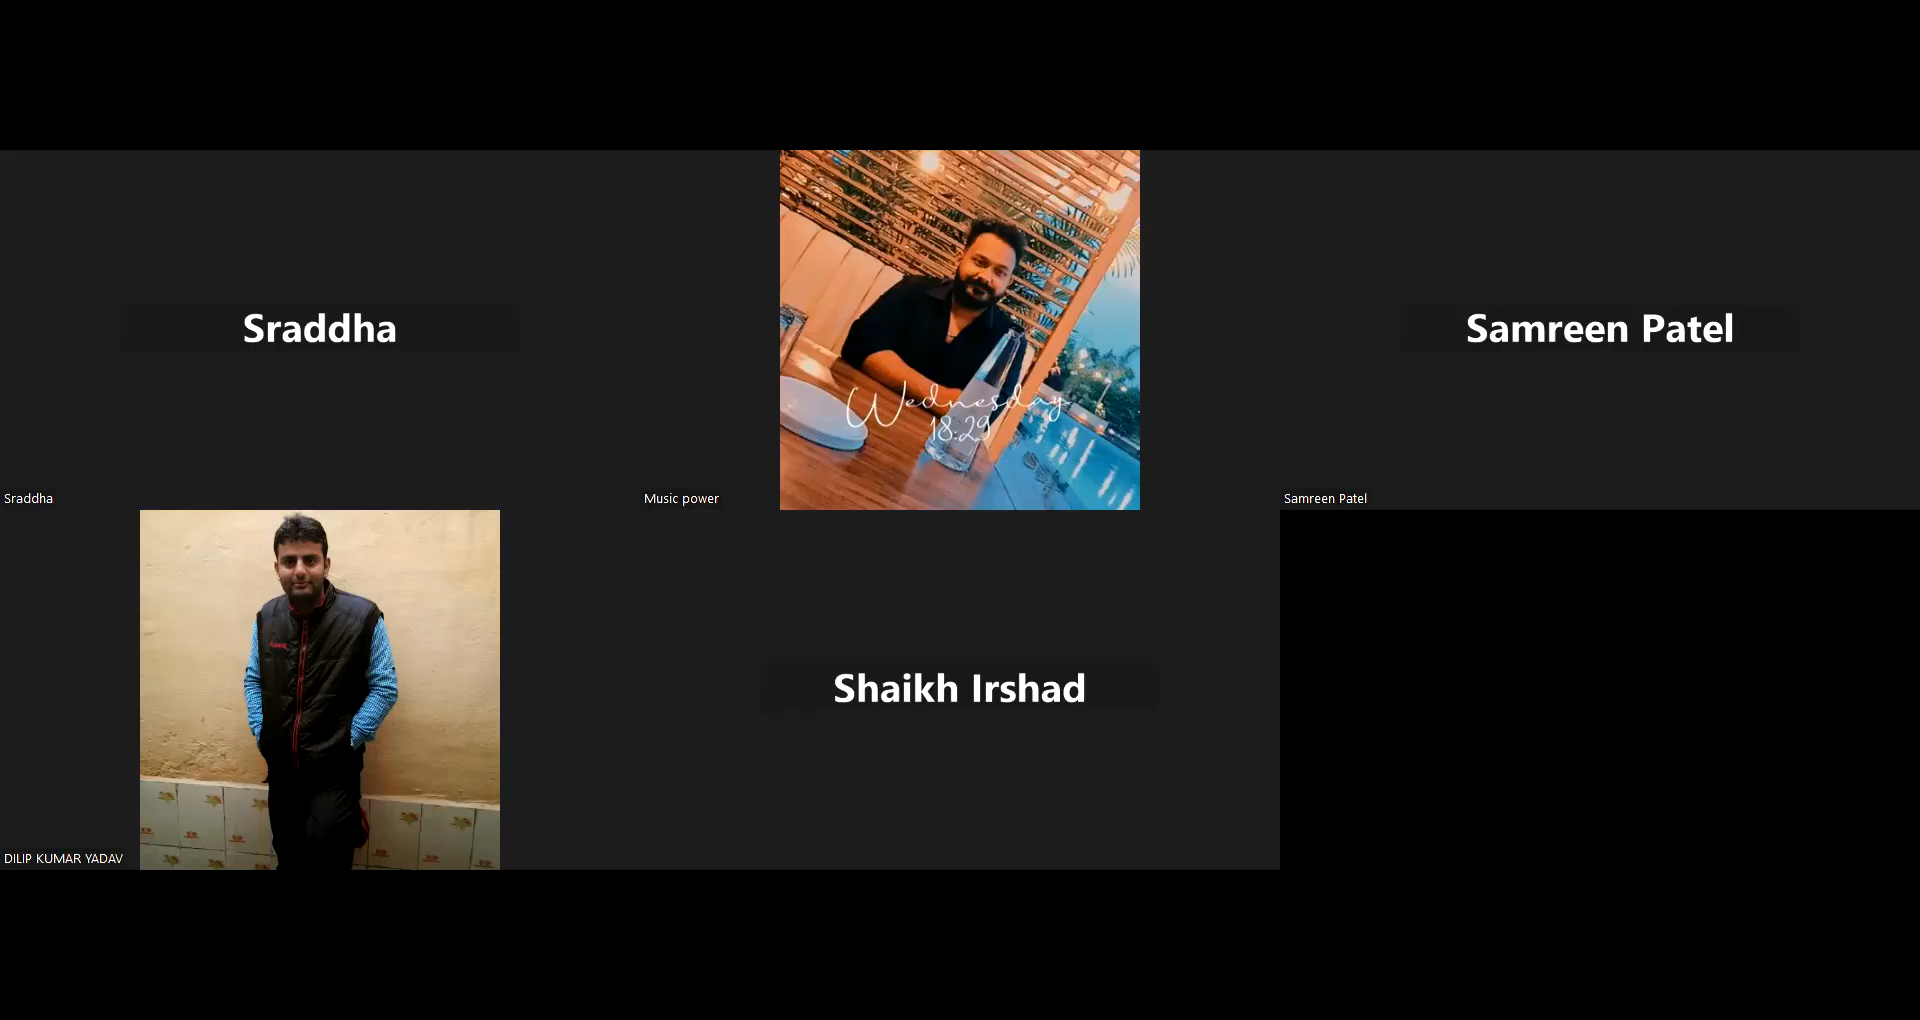 Sraddha
Wednesday
18:29
Samreen Patel
Sraddha
Music power
Samreen Patel
Shaikh Irshad
DILIP KUMAR YADAV